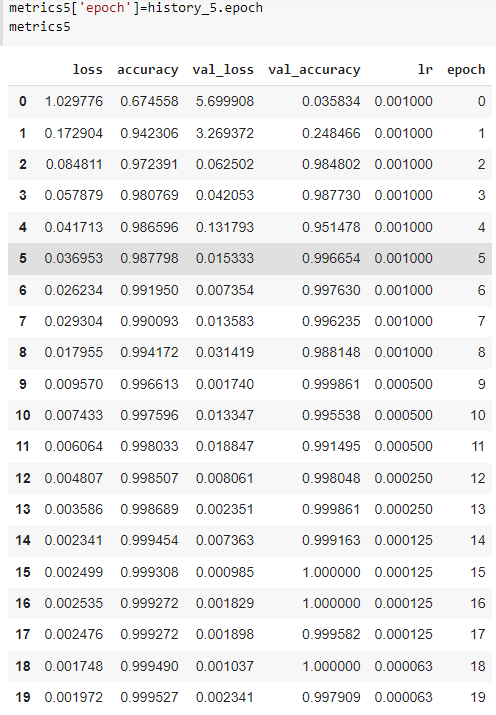 metrics5['epoch']=history_5.epoch
metrics5
loss accuracy val_loss val_accuracy lr epoch
0 1.029776 0.674558 5.699908 0.035834 0.001000 0
1 0.172904 0.942306 3.269372 0.248466 0.001000 1
2 0.084811 0.972391 0.062502 0.984802 0.001000 2
3 0.057879 0.980769 0.042053 0.987730 0.001000 3
4 0.041713 0.986596 0.131793 0.951478 0.001000 4
5 0.036953 0.987798 0.015333 0.996654 0.001000 5
6 0.026234 0.991950 0.007354 0.997630 0.001000 6
7 0.029304 0.990093 0.013583 0.996235 0.001000 7
8 0.017955 0.994172 0.031419 0.988148 0.001000 8
9 0.009570 0.996613 0.001740 0.999861 0.000500 9
10 0.007433 0.997596 0.013347 0.995538 0.000500 10
11 0.006064 0.998033 0.018847 0.991495 0.000500 11
12 0.004807 0.998507 0.008061 0.998048 0.000250 12
13 0.003586 0.998689 0.002351 0.999861 0.000250 13
14 0.002341 0.999454 0.007363 0.999163 0.000125 14
15 0.002499 0.999308 0.000985 1.000000 0.000125 15
16 0.002535 0.999272 0.001829 1.000000 0.000125 16
17 0.002476 0.999272 0.001898 0.999582 0.000125 17
18 0.001748 0.999490 0.001037 1.000000 0.000063 18
19 0.001972 0.999527 0.002341 0.997909 0.000063 19